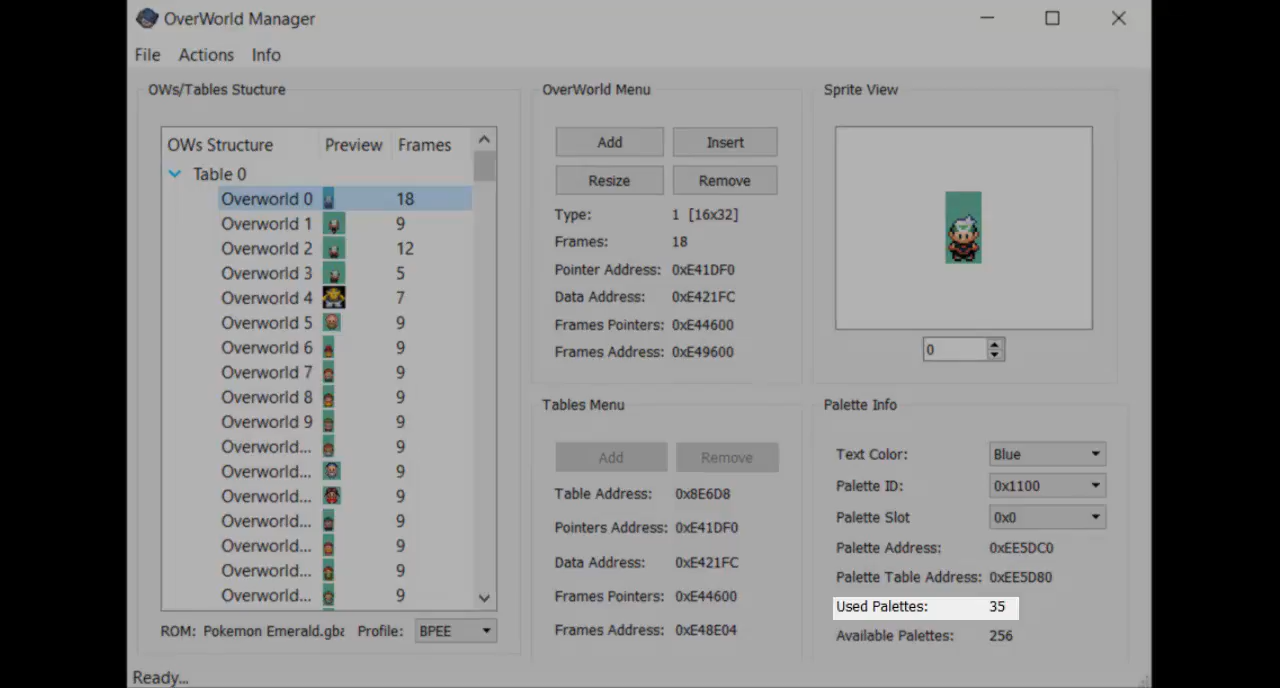 OverWorld Manager
File Actions Info
OWs/Tables Stucture
OWs Structure Preview Frames
Table 0
Overworld 0 18
Overworld 1 9
Overworld 2 12
Overworld 3 5
Overworld 4 7
Overworld 5 9
Overworld 6 9
Overworld 7 9
Overworld 8 9
Overworld 9 9
Overworld... 9
Overworld... 9
Overworld... 9
Overworld... 9
Overworld... 9
Overworld... 9
Overworld... 9
ROM: Pokemon Emerald.gba Profile: BPEE
OverWorld Menu
Add Insert
Resize Remove
Type: 1 [16x32]
Frames: 18
Pointer Address: 0xE41DF0
Data Address: 0xE421FC
Frames Pointers: 0xE44600
Frames Address: 0xE49600
Tables Menu
Add Remove
Table Address: 0x8E6D8
Pointers Address: 0xE41DF0
Data Address: 0xE421FC
Frames Pointers: 0xE44600
Frames Address: 0xE48E04
Sprite View
0
Palette Info
Text Color: Blue
Palette ID: 0x1100
Palette Slot 0x0
Palette Address: 0xEE5DC0
Palette Table Address: 0xEE5D80
Used Palettes: 35
Available Palettes: 256
Ready...